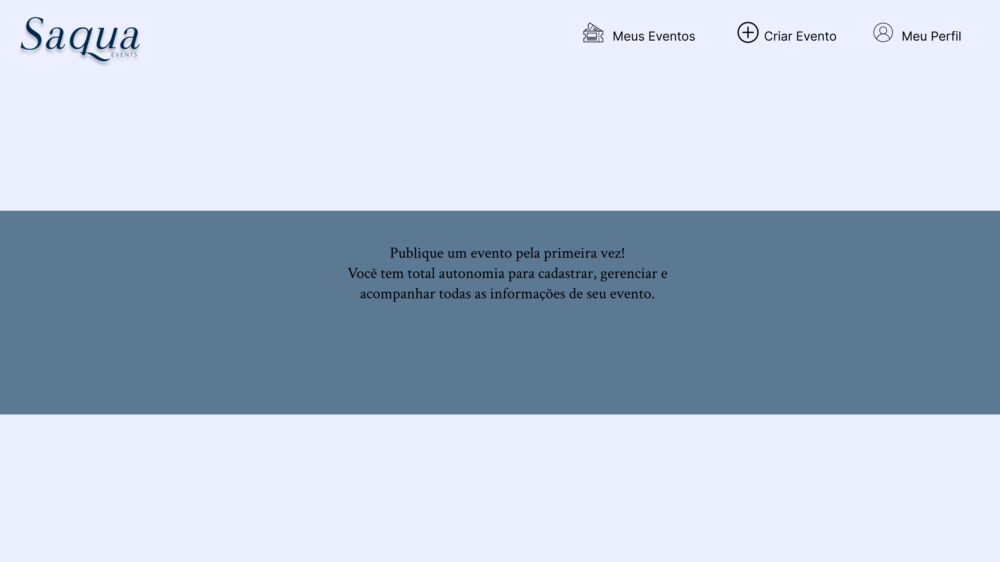 Saqua
EVENTS
Meus Eventos
Criar Evento
Meu Perfil
Publique um evento pela primeira vez!
Você tem total autonomia para cadastrar, gerenciar e
acompanhar todas as informações de seu evento.